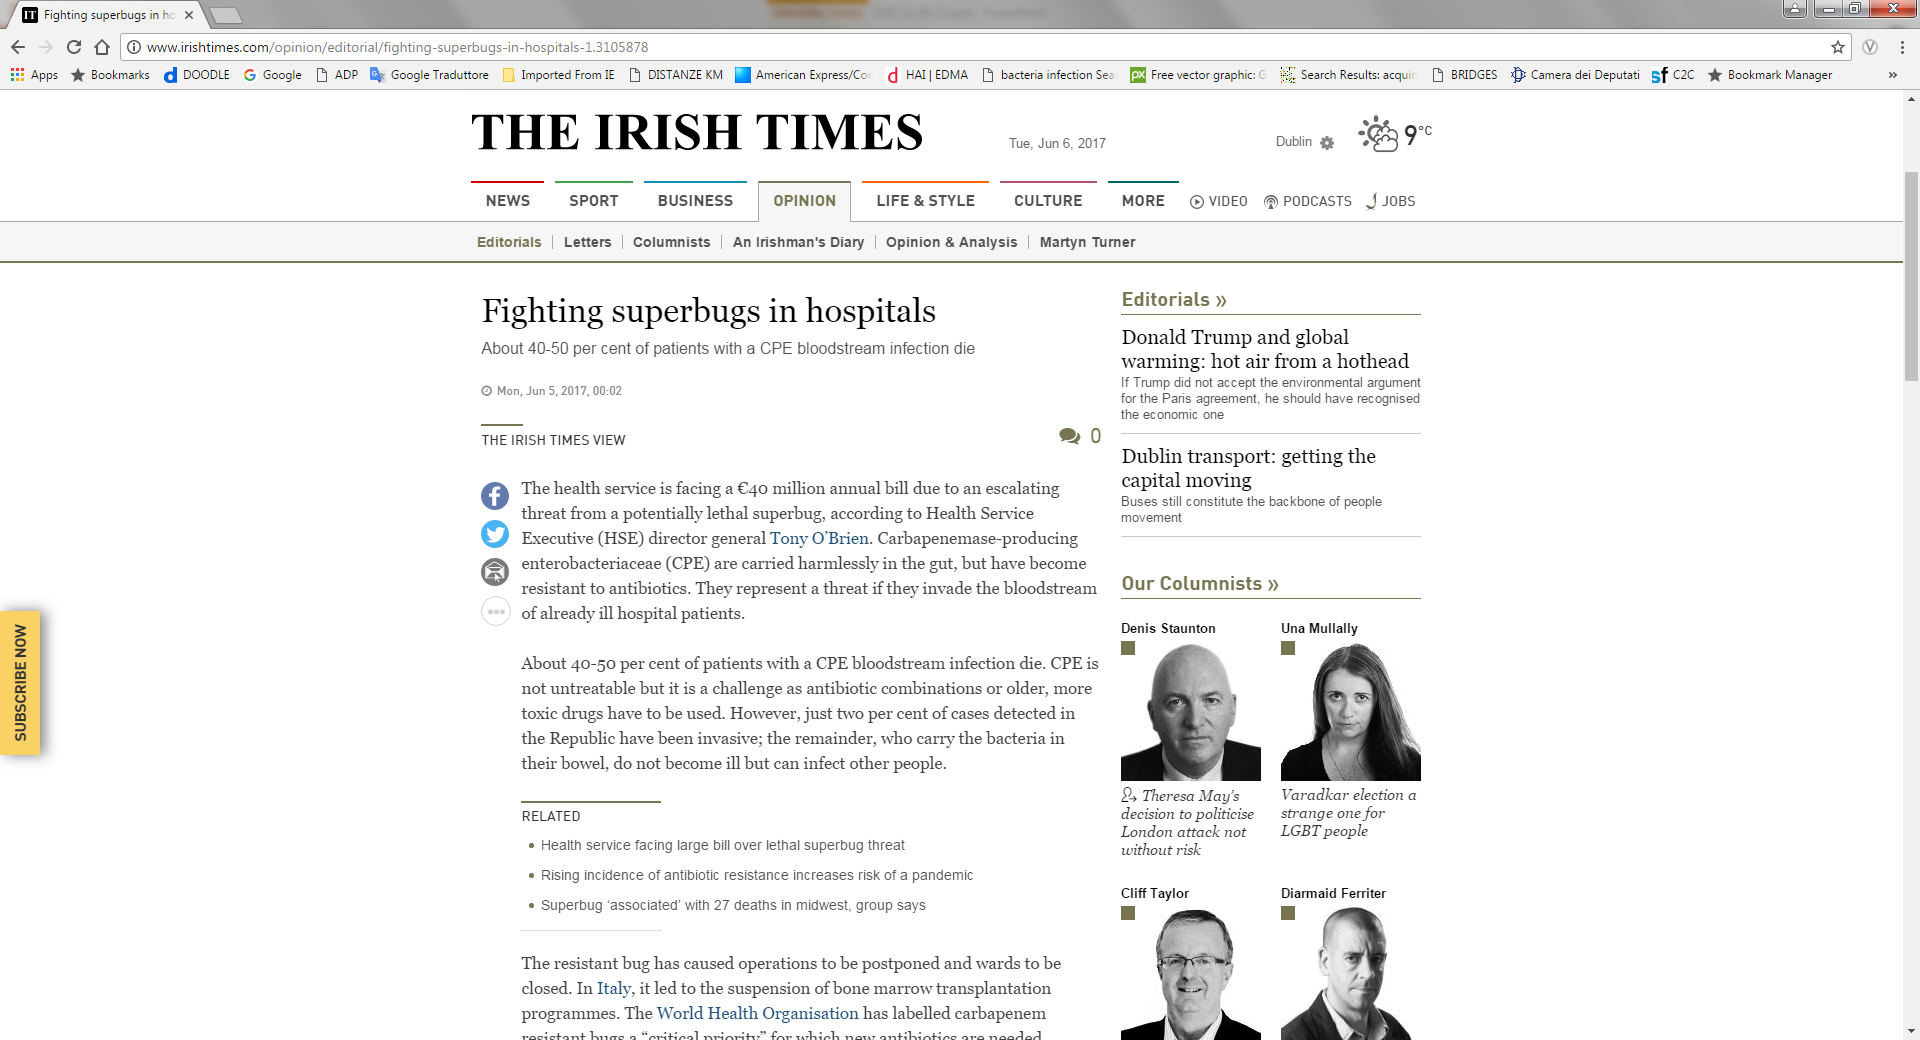 Fighting superbugs in ho
www.irishtimes.com/opinion/editorial/fighting-superbugs-in-hospitals-1.3105878
Apps Bookmarks DOODLE Google ADP Google Traduttore Imported From IE DISTANZE KM American Express/Cor HAI | EDMA bacteria infection Sea Free vector graphic: G Search Results: acquir BRIDGES Camera dei Deputati C2C Bookmark Manager »
THE IRISH TIMES
Tue, Jun 6, 2017
Dublin
9°C
NEWS SPORT BUSINESS OPINION LIFE & STYLE CULTURE MORE VIDEO PODCASTS JOBS
Editorials Letters Columnists An Irishman's Diary Opinion & Analysis Martyn Turner
Fighting superbugs in hospitals
About 40-50 per cent of patients with a CPE bloodstream infection die
Mon, Jun 5, 2017, 00:02
THE IRISH TIMES VIEW
0
The health service is facing a €40 million annual bill due to an escalating
threat from a potentially lethal superbug, according to Health Service
Executive (HSE) director general Tony O’Brien. Carbapenemase-producing
enterobacteriaceae (CPE) are carried harmlessly in the gut, but have become
resistant to antibiotics. They represent a threat if they invade the bloodstream
of already ill hospital patients.
About 40-50 per cent of patients with a CPE bloodstream infection die. CPE is
not untreatable but it is a challenge as antibiotic combinations or older, more
toxic drugs have to be used. However, just two per cent of cases detected in
the Republic have been invasive; the remainder, who carry the bacteria in
their bowel, do not become ill but can infect other people.
RELATED
Health service facing large bill over lethal superbug threat
Rising incidence of antibiotic resistance increases risk of a pandemic
Superbug ‘associated’ with 27 deaths in midwest, group says
The resistant bug has caused operations to be postponed and wards to be
closed. In Italy, it led to the suspension of bone marrow transplantation
programmes. The World Health Organisation has labelled carbapenem
resistant bugs a “critical priority” for which new antibiotics are needed
SUBSCRIBE NOW
Editorials »
Donald Trump and global
warming: hot air from a hothead
If Trump did not accept the environmental argument
for the Paris agreement, he should have recognised
the economic one
Dublin transport: getting the
capital moving
Buses still constitute the backbone of people
movement
Our Columnists »
Denis Staunton
Theresa May’s
decision to politicise
London attack not
without risk
Una Mullally
Varadkar election a
strange one for
LGBT people
Cliff Taylor
Diarmaid Ferriter